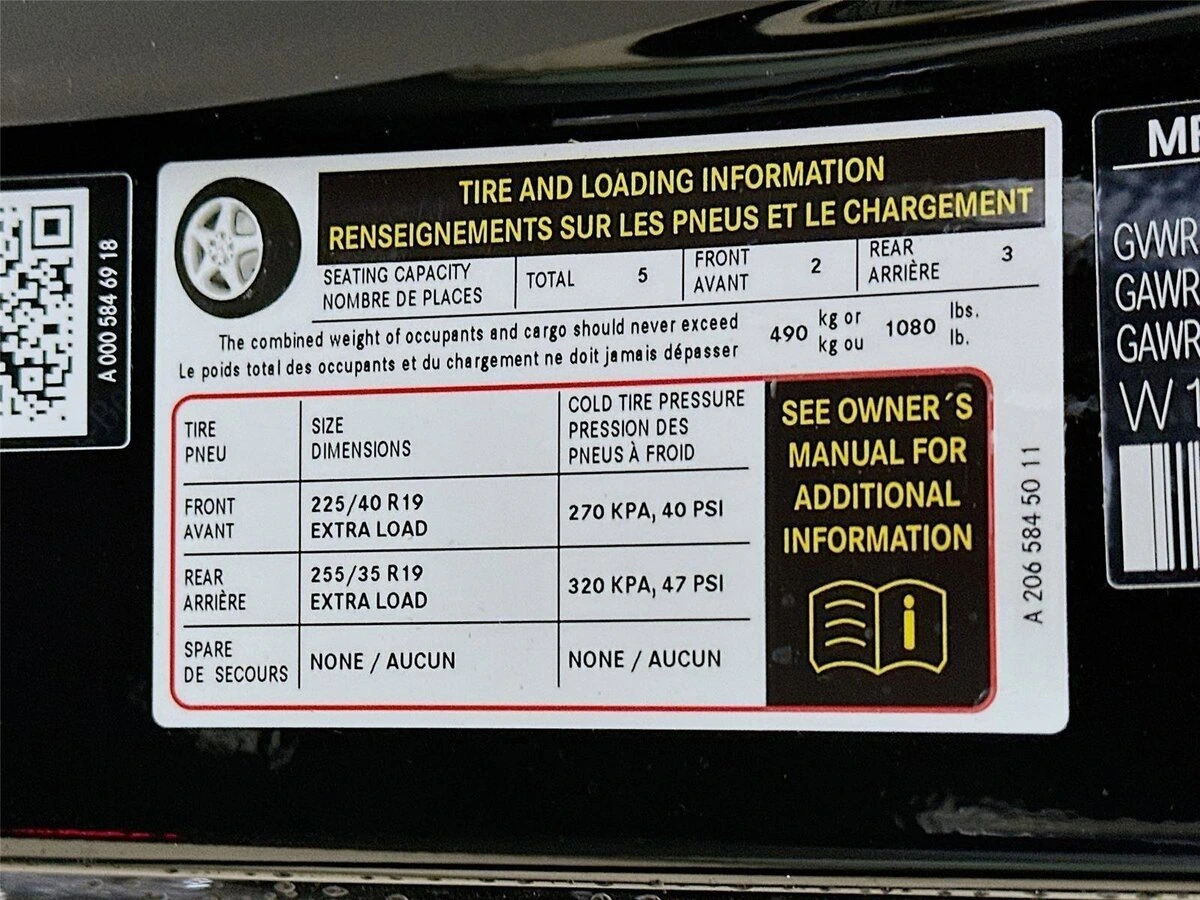 A 000 584 69 18
TIRE AND LOADING INFORMATION
RENSEIGNEMENTS SUR LES PNEUS ET LE CHARGEMENT
SEATING CAPACITY
NOMBRE DE PLACES
TOTAL 5
FRONT
AVANT
2
REAR
ARRIÈRE
3
The combined weight of occupants and cargo should never exceed
Le poids total des occupants et du chargement ne doit jamais dépasser
490 kg or
kg ou
1080 lbs.
lb.
TIRE
PNEU
SIZE
DIMENSIONS
COLD TIRE PRESSURE
PRESSION DES
PNEUS À FROID
FRONT
AVANT
225/40 R19
EXTRA LOAD
270 KPA, 40 PSI
REAR
ARRIÈRE
255/35 R19
EXTRA LOAD
320 KPA, 47 PSI
SPARE
DE SECOURS
NONE / AUCUN
NONE / AUCUN
SEE OWNER´S
MANUAL FOR
ADDITIONAL
INFORMATION
A 206 584 50 11
GVWR
GAWR
GAWR
W1